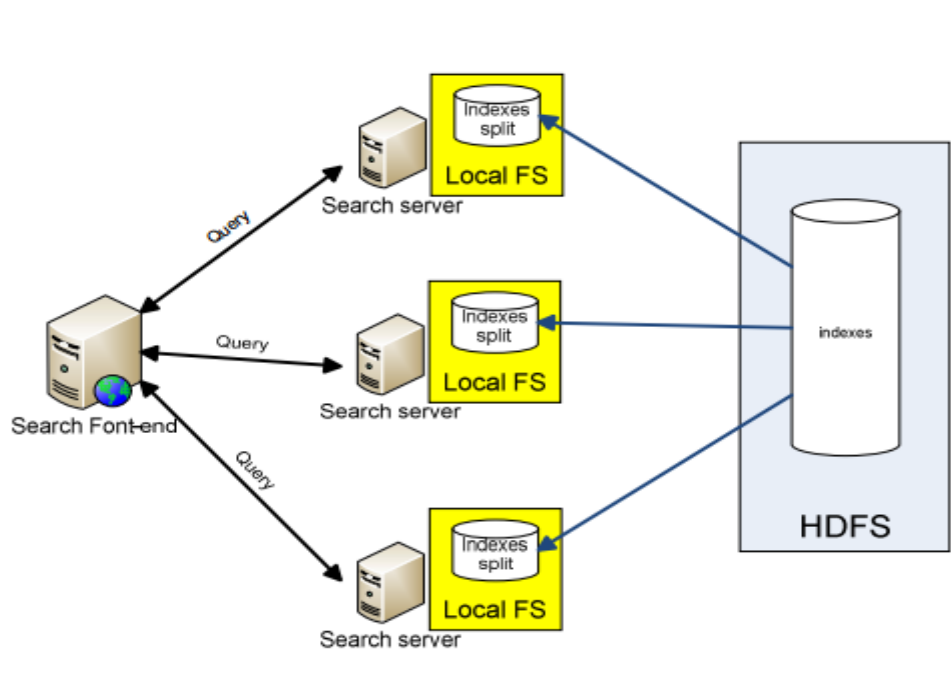 Indexes
split
Local FS
Search server
Query
Indexes
split
Local FS
Search server
Query
indexes
Search Font-end
Query
Indexes
split
Local FS
Search server
HDFS